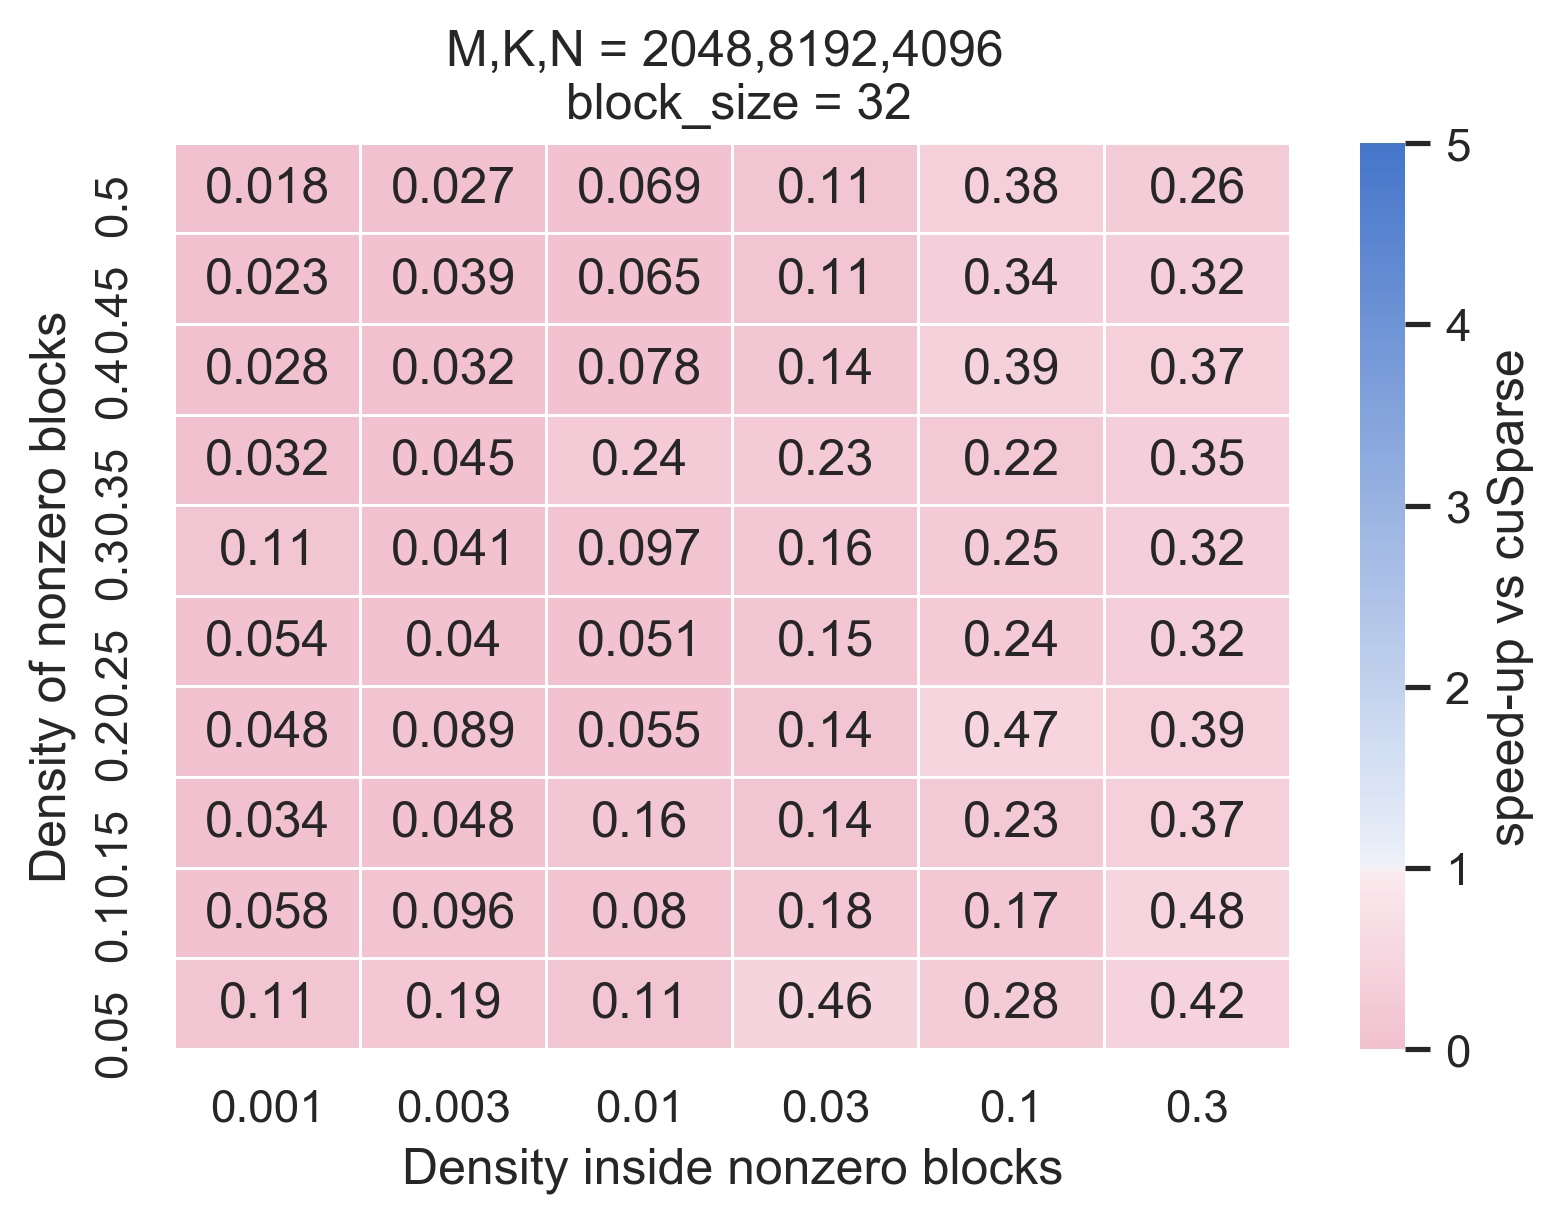 M,K,N = 2048,8192,4096
block_size = 32
0.5 0.018 0.027 0.069 0.11 0.38 0.26
0.45 0.023 0.039 0.065 0.11 0.34 0.32
0.4 0.028 0.032 0.078 0.14 0.39 0.37
0.35 0.032 0.045 0.24 0.23 0.22 0.35
0.3 0.11 0.041 0.097 0.16 0.25 0.32
0.25 0.054 0.04 0.051 0.15 0.24 0.32
0.2 0.048 0.089 0.055 0.14 0.47 0.39
0.15 0.034 0.048 0.16 0.14 0.23 0.37
0.1 0.058 0.096 0.08 0.18 0.17 0.48
0.05 0.11 0.19 0.11 0.46 0.28 0.42
0.001 0.003 0.01 0.03 0.1 0.3
Density inside nonzero blocks
Density of nonzero blocks
5
4
3
2
1
0
speed-up vs cuSparse